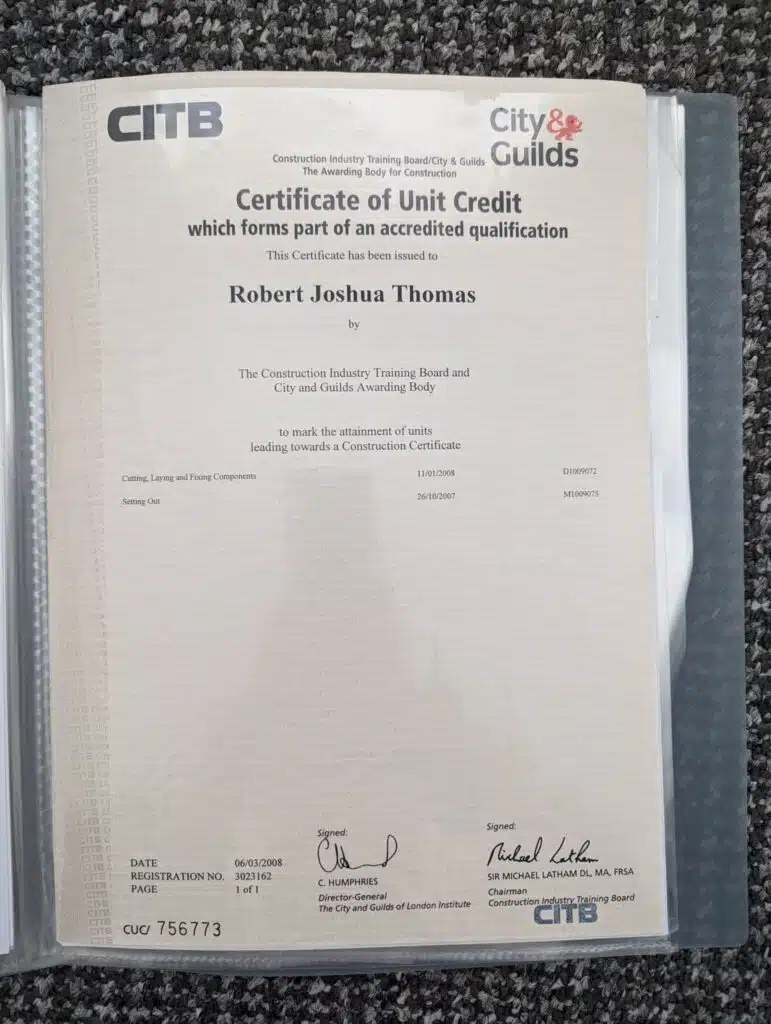 CITB
City&
Guilds
Construction Industry Training Board/City & Guilds
The Awarding Body for Construction
Certificate of Unit Credit
which forms part of an accredited qualification
This Certificate has been issued to
Robert Joshua Thomas
by
The Construction Industry Training Board and
City and Guilds Awarding Body
to mark the attainment of units
leading towards a Construction Certificate
Cutting, Laying and Fixing Components 11/01/2008 D1009072
Setting Out 26/10/2007 M1009075
DATE 06/03/2008
REGISTRATION NO. 3023162
PAGE 1 of 1
CUC/ 756773
Signed:
C. HUMPHRIES
Director-General
The City and Guilds of London Institute
Signed:
Michael Latham
SIR MICHAEL LATHAM DL, MA, FRSA
Chairman
Construction Industry Training Board
CITB